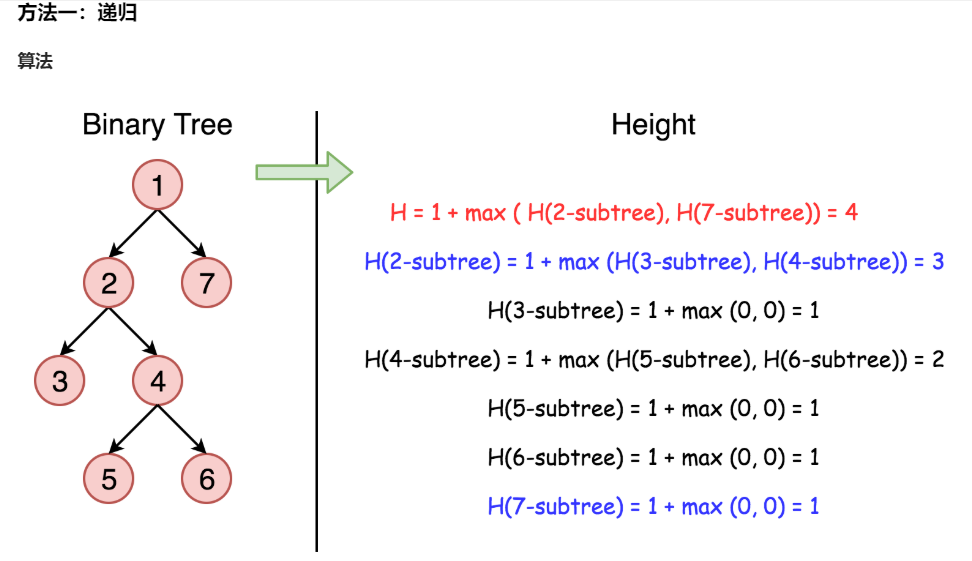 方法一：递归
算法
Binary Tree
Height
1
2
7
3
4
5
6
H = 1 + max ( H(2-subtree), H(7-subtree)) = 4
H(2-subtree) = 1 + max (H(3-subtree), H(4-subtree)) = 3
H(3-subtree) = 1 + max (0, 0) = 1
H(4-subtree) = 1 + max (H(5-subtree), H(6-subtree)) = 2
H(5-subtree) = 1 + max (0, 0) = 1
H(6-subtree) = 1 + max (0, 0) = 1
H(7-subtree) = 1 + max (0, 0) = 1